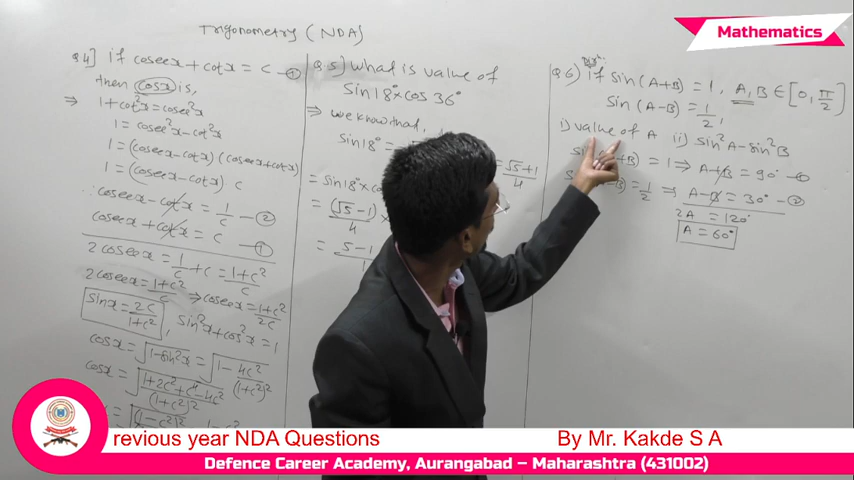 Mathematics
Trigonometry (NDA)
Q.4] if cosecx + cotx = c ①
then cosx is,
⇒ 1+cot²x = cosec²x
1 = cosec²x - cot²x
1 = (cosecx - cotx) (cosecx + cotx)
1 = (cosecx - cotx) c
∴ cosecx - cotx = 1/c ②
cosecx + cotx = c ①
2 cosecx = 1/c + c = (1+c²)/c
2 cosecx = (1+c²)/c ⇒ cosecx = (1+c²)/2c
sinx = 2c/(1+c²) , sin²x + cos²x = 1
cosx = √(1-sin²x) = √(1 - 4c²/(1+c²)²)
cosx = √((1+2c²+c⁴-4c²)/(1+c²)²)
Q.5) what is value of
sin18° × cos 36°
⇒ we know that,
sin18° =
= (√5+1)/4
= sin18° × co
= (√5-1)/4 ×
= 5-1
Q.6) if sin(A+B) = 1, A, B ∈ [0, π/2]
sin(A-B) = 1/2,
i) value of A (ii) sin²A - sin²B
+B) = 1 ⇒ A+B = 90° ①
-B) = 1/2 ⇒ A-B = 30° - ②
2A = 120°
A = 60°
revious year NDA Questions
By Mr. Kakde S A
Defence Career Academy, Aurangabad – Maharashtra (431002)